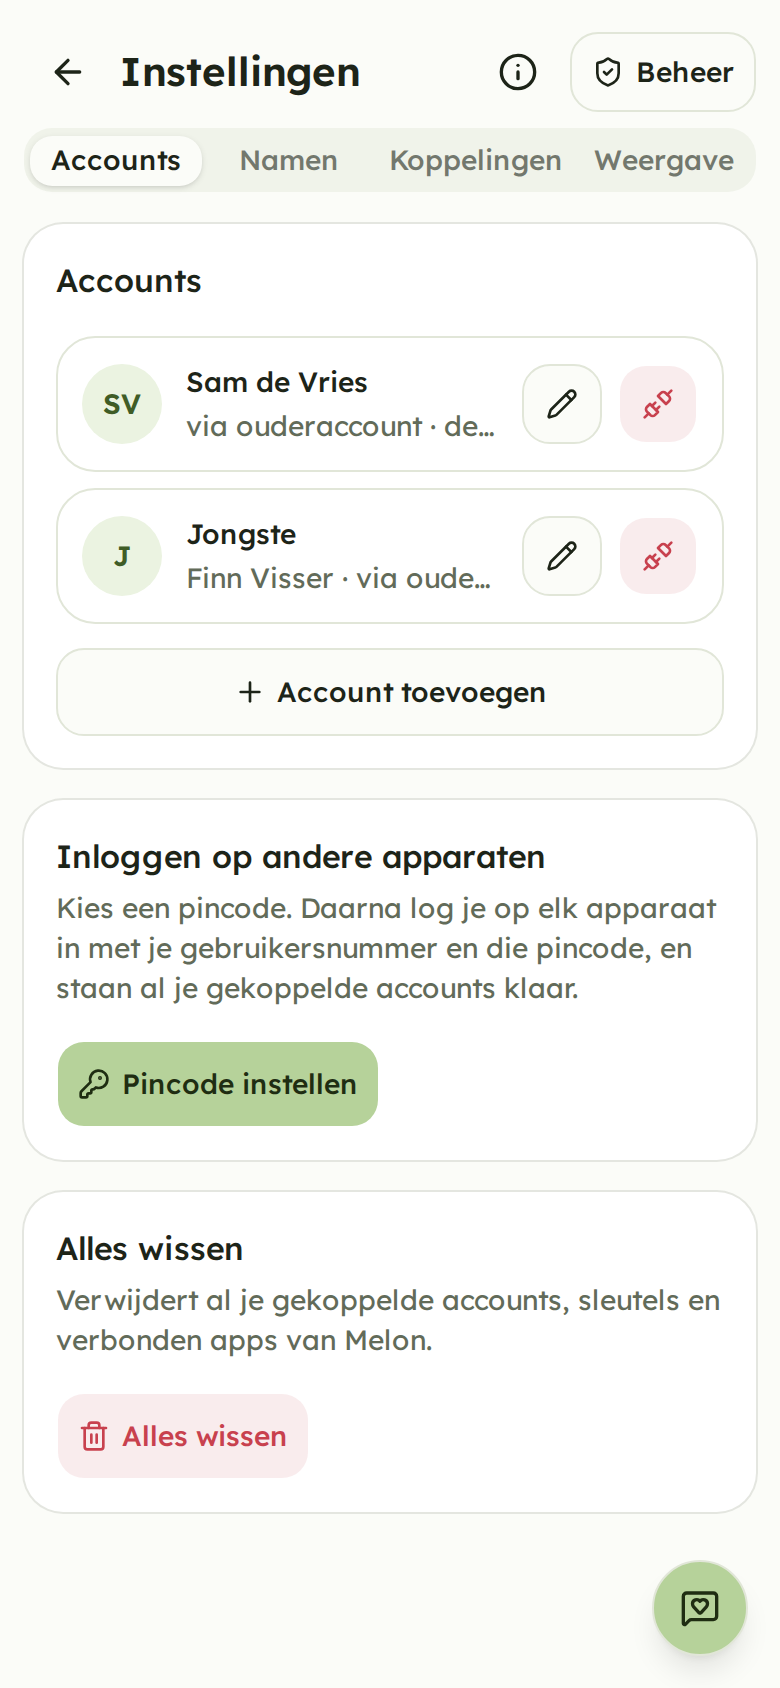 Instellingen
Beheer
Accounts
Namen
Koppelingen
Weergave
Accounts
SV
Sam de Vries
via ouderaccount · de...
J
Jongste
Finn Visser · via oude...
Account toevoegen
Inloggen op andere apparaten
Kies een pincode. Daarna log je op elk apparaat
in met je gebruikersnummer en die pincode, en
staan al je gekoppelde accounts klaar.
Pincode instellen
Alles wissen
Verwijdert al je gekoppelde accounts, sleutels en
verbonden apps van Melon.
Alles wissen